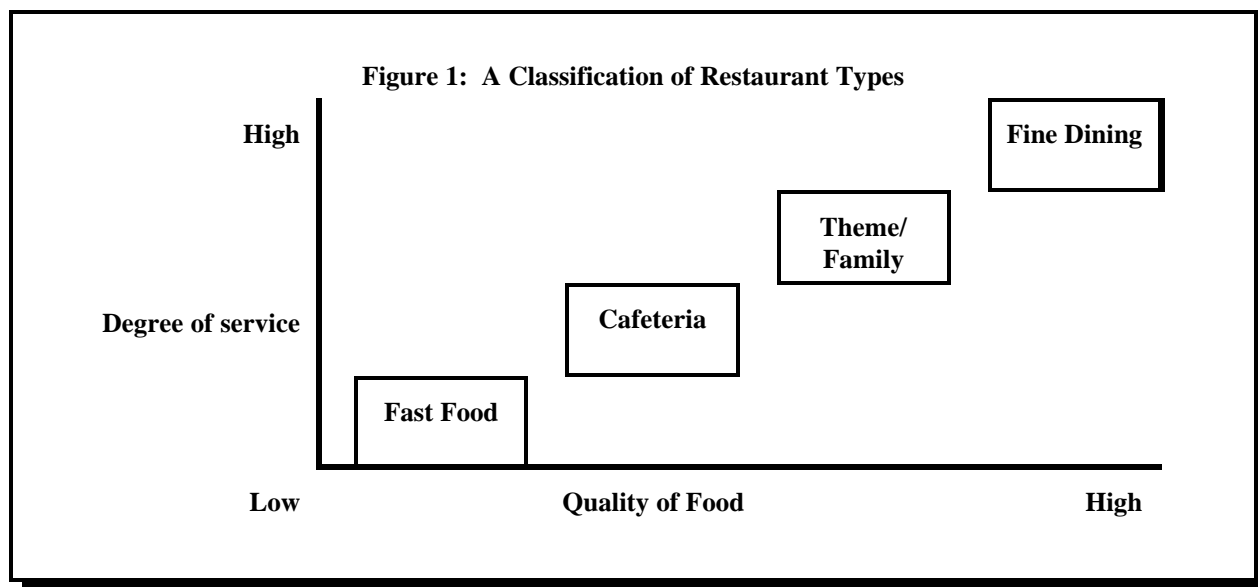 Figure 1: A Classification of Restaurant Types
High
Fine Dining
Theme/
Family
Degree of service
Cafeteria
Fast Food
Low
Quality of Food
High